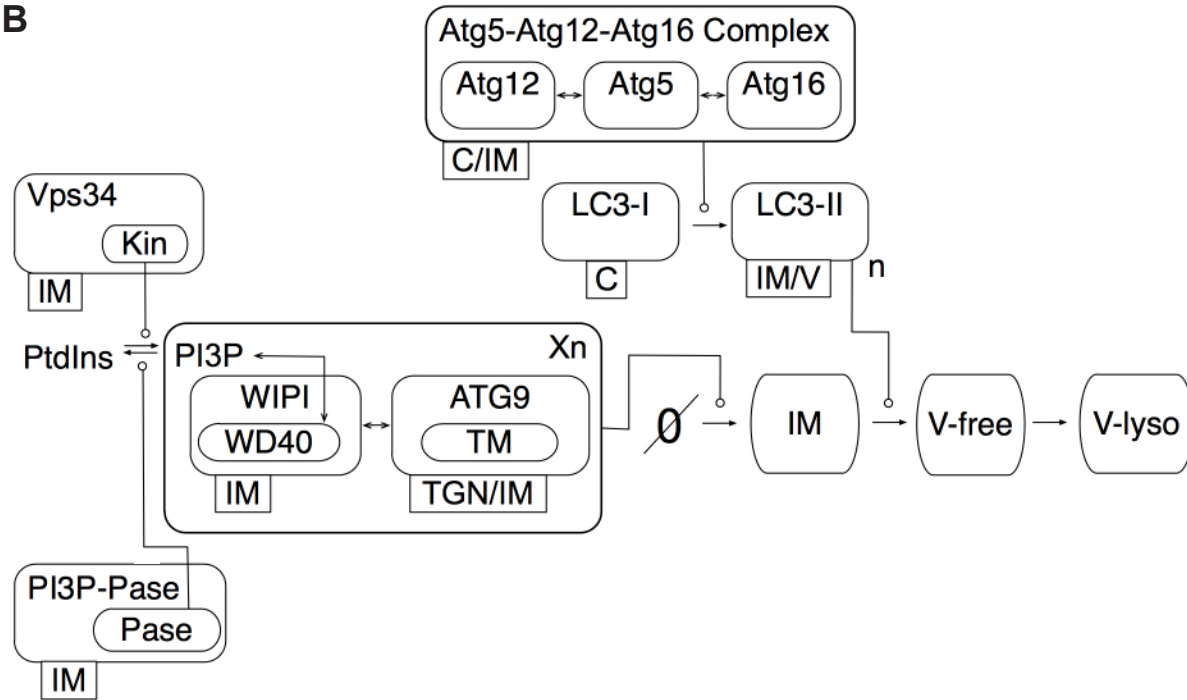 B
Atg5-Atg12-Atg16 Complex
Atg12
Atg5
Atg16
C/IM
Vps34
Kin
IM
LC3-I
C
LC3-II
IM/V
n
PtdIns
PI3P
Xn
WIPI
WD40
IM
ATG9
TM
TGN/IM
0
IM
V-free
V-lyso
PI3P-Pase
Pase
IM